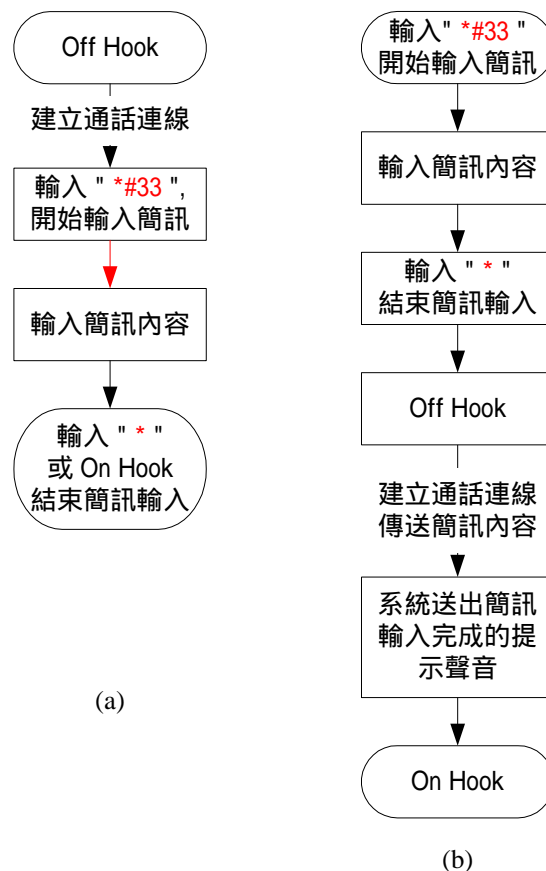 Off Hook
建立通話連線
輸入 " *#33 ",
開始輸入簡訊
輸入簡訊內容
輸入 " * "
或 On Hook
結束簡訊輸入
(a)
輸入" *#33 "
開始輸入簡訊
輸入簡訊內容
輸入 " * "
結束簡訊輸入
Off Hook
建立通話連線
傳送簡訊內容
系統送出簡訊
輸入完成的提
示聲音
On Hook
(b)